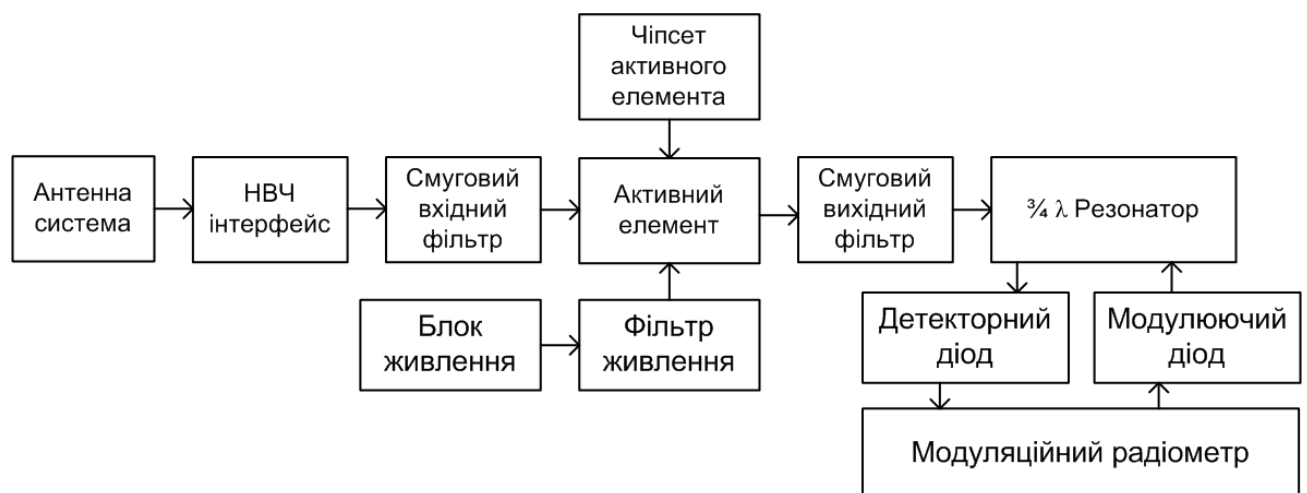 Чіпсет
активного
елемента
Антенна
система
НВЧ
інтерфейс
Смуговий
вхідний
фільтр
Активний
елемент
Смуговий
вихідний
фільтр
¾ λ Резонатор
Блок
живлення
Фільтр
живлення
Детекторний
діод
Модулюючий
діод
Модуляційний радіометр